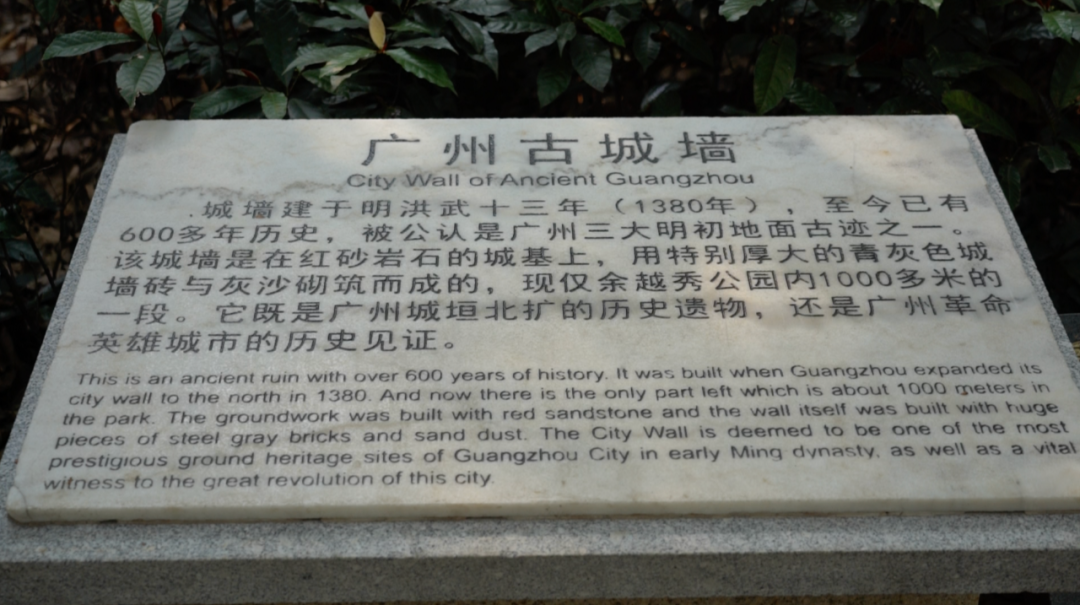 广州古城墙
City Wall of Ancient Guangzhou
城墙建于明洪武十三年（1380年），至今已有
600多年历史，被公认是广州三大明初地面古迹之一。
该城墙是在红砂岩石的城基上，用特别厚大的青灰色城
墙砖与灰沙砌筑而成的，现仅余越秀公园内1000多米的
一段。它既是广州城垣北扩的历史遗物，还是广州革命
英雄城市的历史见证。
This is an ancient ruin with over 600 years of history. It was built when Guangzhou expanded its
city wall to the north in 1380. And now there is the only part left which is about 1000 meters in
the park. The groundwork was built with red sandstone and the wall itself was built with huge
pieces of steel gray bricks and sand dust. The City Wall is deemed to be one of the most
prestigious ground heritage sites of Guangzhou City in early Ming dynasty, as well as a vital
witness to the great revolution of this city.